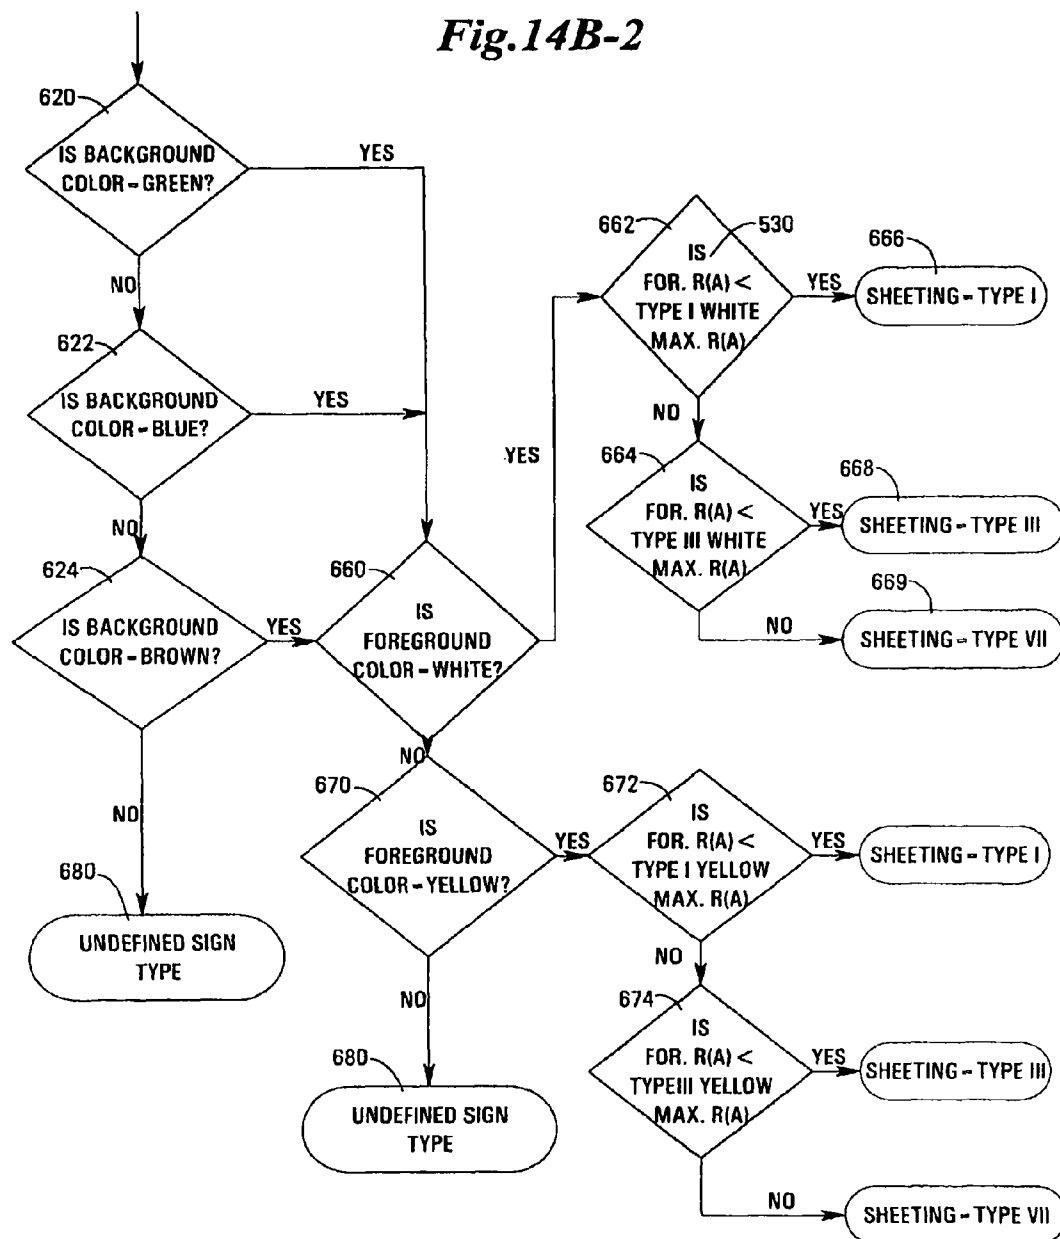 Fig.14B-2
620
IS BACKGROUND
COLOR=GREEN?
YES
NO
622
IS BACKGROUND
COLOR=BLUE?
YES
NO
624
IS BACKGROUND
COLOR=BROWN?
YES
NO
680
UNDEFINED SIGN
TYPE
660
IS
FOREGROUND
COLOR=WHITE?
YES
NO
662
530
IS
FOR. R(A) <
TYPE I WHITE
MAX. R(A)
YES
666
SHEETING=TYPE I
NO
664
IS
FOR. R(A) <
TYPE III WHITE
MAX. R(A)
YES
668
SHEETING=TYPE III
NO
669
SHEETING=TYPE VII
670
IS
FOREGROUND
COLOR=YELLOW?
YES
NO
680
UNDEFINED SIGN
TYPE
672
IS
FOR. R(A) <
TYPE I YELLOW
MAX. R(A)
YES
SHEETING=TYPE I
NO
674
IS
FOR. R(A) <
TYPEIII YELLOW
MAX. R(A)
YES
SHEETING=TYPE III
NO
SHEETING=TYPE VII